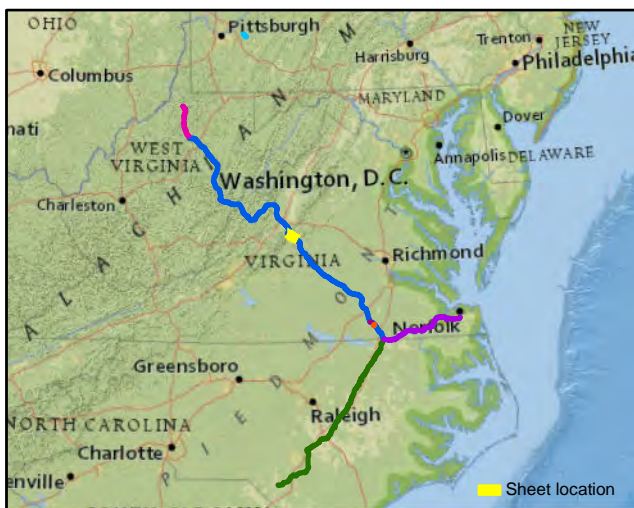 OHIO
Pittsburgh
M
NEW
JERSEY
Trenton
Harrisburg
Philadelphia
Columbus
MARYLAND
nati
WEST
VIRGINIA
Dover
Annapolis
DELAWARE
Washington, D.C.
Charleston
Richmond
VIRGINIA
Norfolk
A L A C H I A N
P I E D M O N T
Greensboro
Raleigh
NORTH CAROLINA
Charlotte
enville
Sheet location